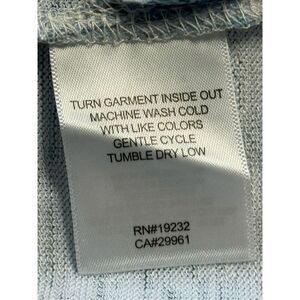 TURN GARMENT INSIDE OUT
MACHINE WASH COLD
WITH LIKE COLORS
GENTLE CYCLE
TUMBLE DRY LOW
RN#19232
CA#29961